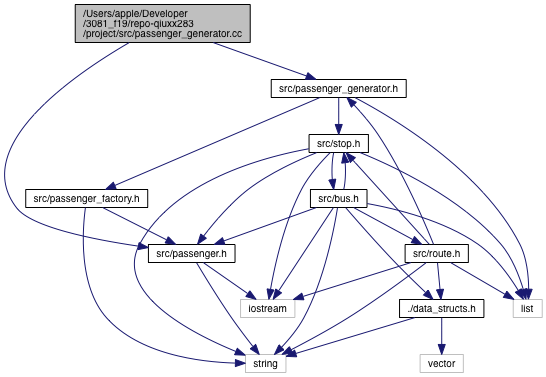 /Users/apple/Developer
/3081_f19/repo-qiuxx283
/project/src/passenger_generator.cc
src/passenger_generator.h
src/stop.h
src/passenger_factory.h
src/bus.h
src/passenger.h
src/route.h
iostream
./data_structs.h
list
string
vector